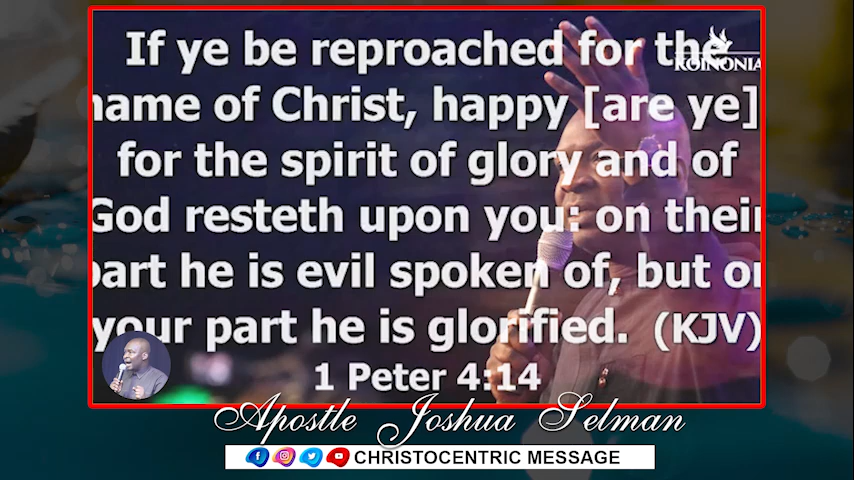 If ye be reproached for the
KOINONIA
name of Christ, happy [are ye]
for the spirit of glory and of
God resteth upon you: on their
part he is evil spoken of, but on
your part he is glorified. (KJV)
1 Peter 4:14
Apostle Joshua Selman
CHRISTOCENTRIC MESSAGE